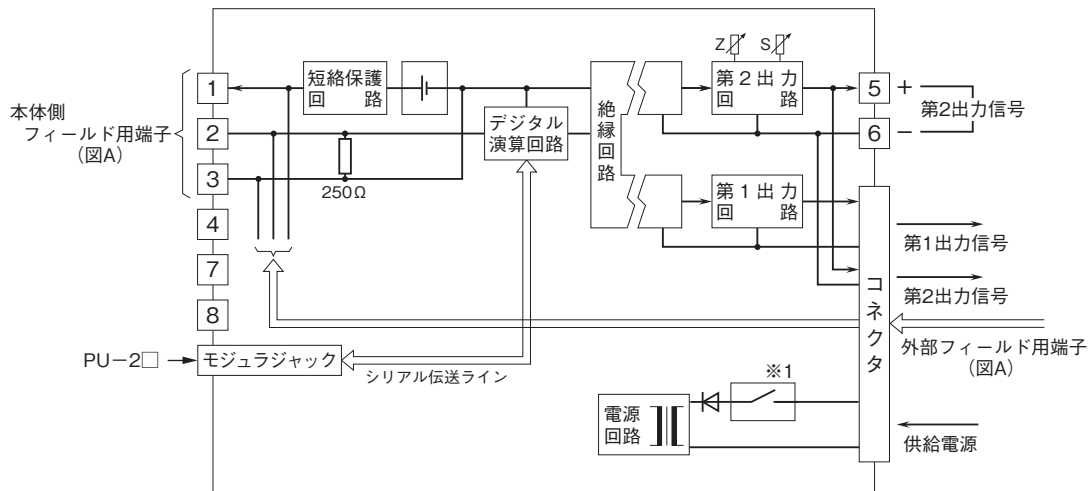 本体側
フィールド用端子
（図A）
1
2
3
4
7
8
短絡保護
回　　路
250Ω
デジタル
演算回路
絶縁回路
Z
S
第２出力
回　　路
第１出力
回　　路
5
+
6
−
第2出力信号
コネクタ
第1出力信号
第2出力信号
外部フィールド用端子
（図A）
PU−2□
モジュラジャック
シリアル伝送ライン
※1
電源
回路
供給電源